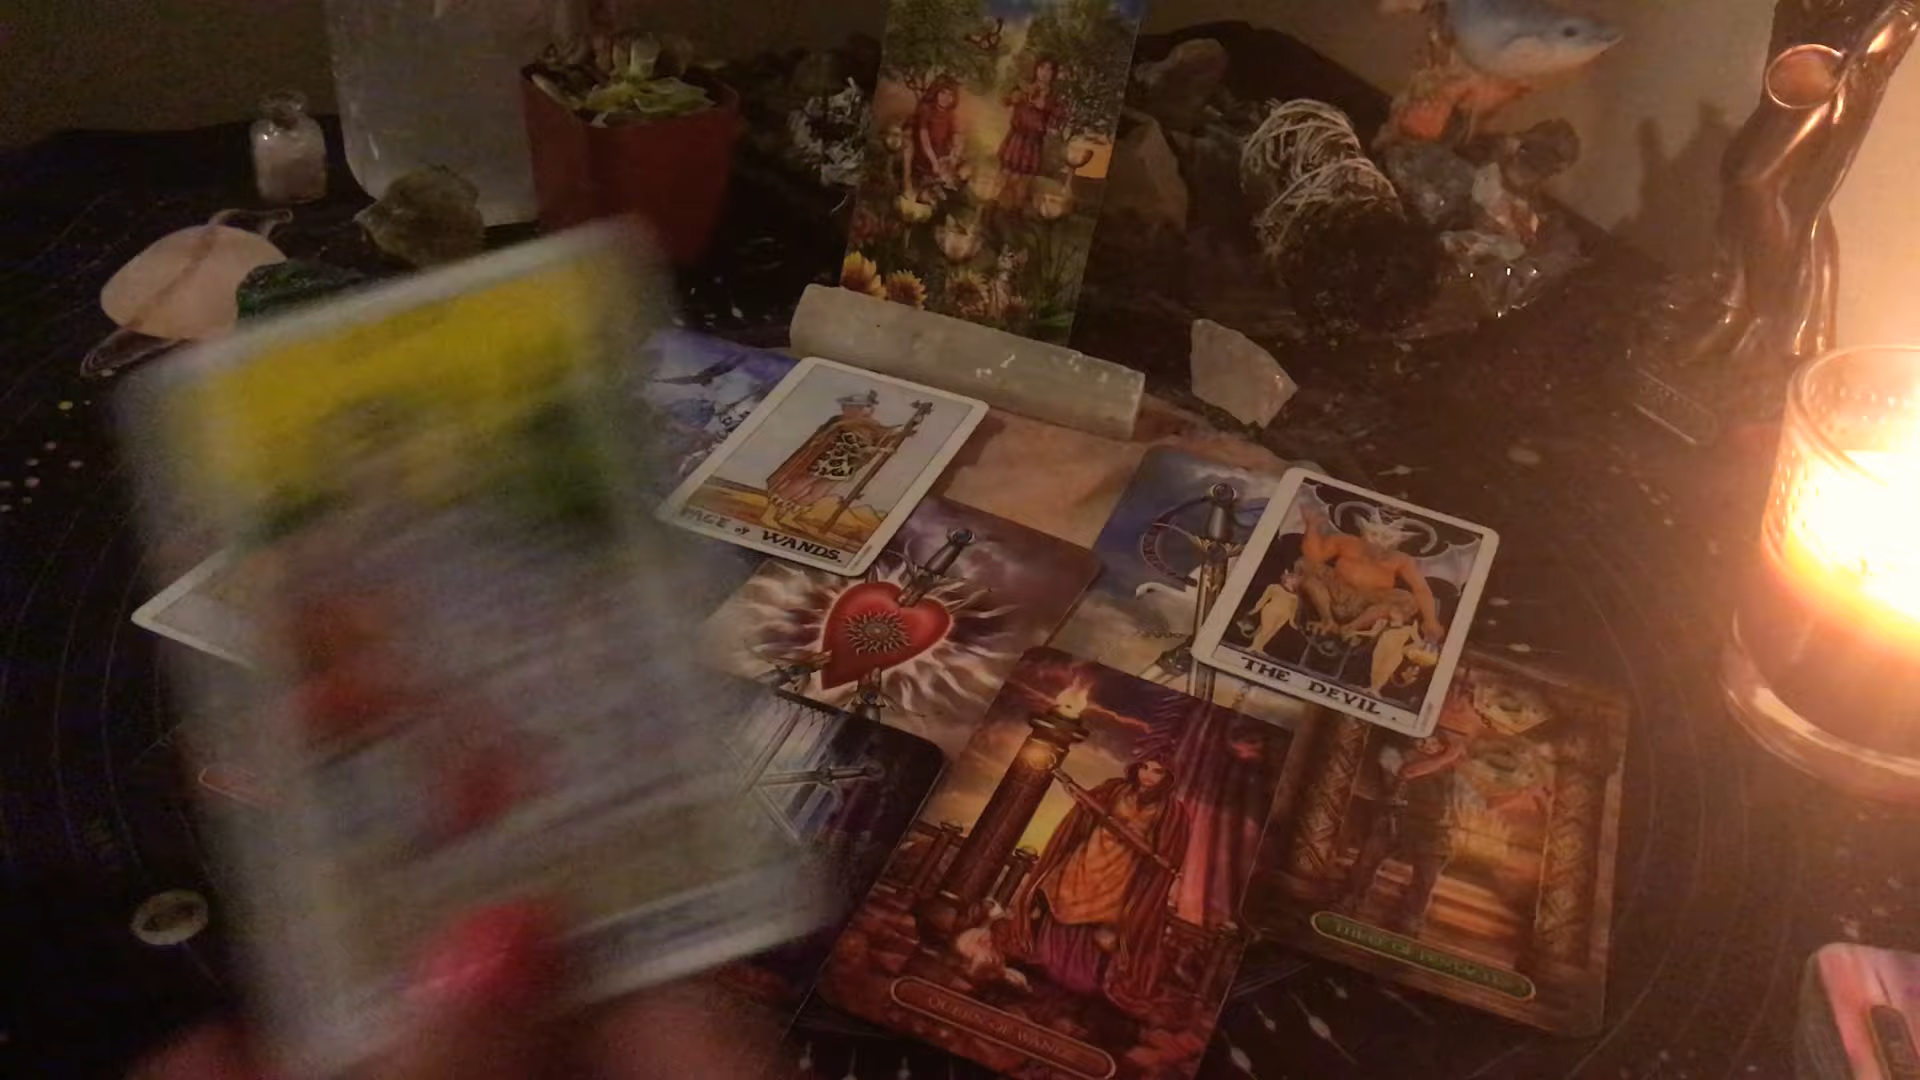 PAGE of WANDS.
THE DEVIL.
QUEEN OF WANDS
THREE OF PENTACLES